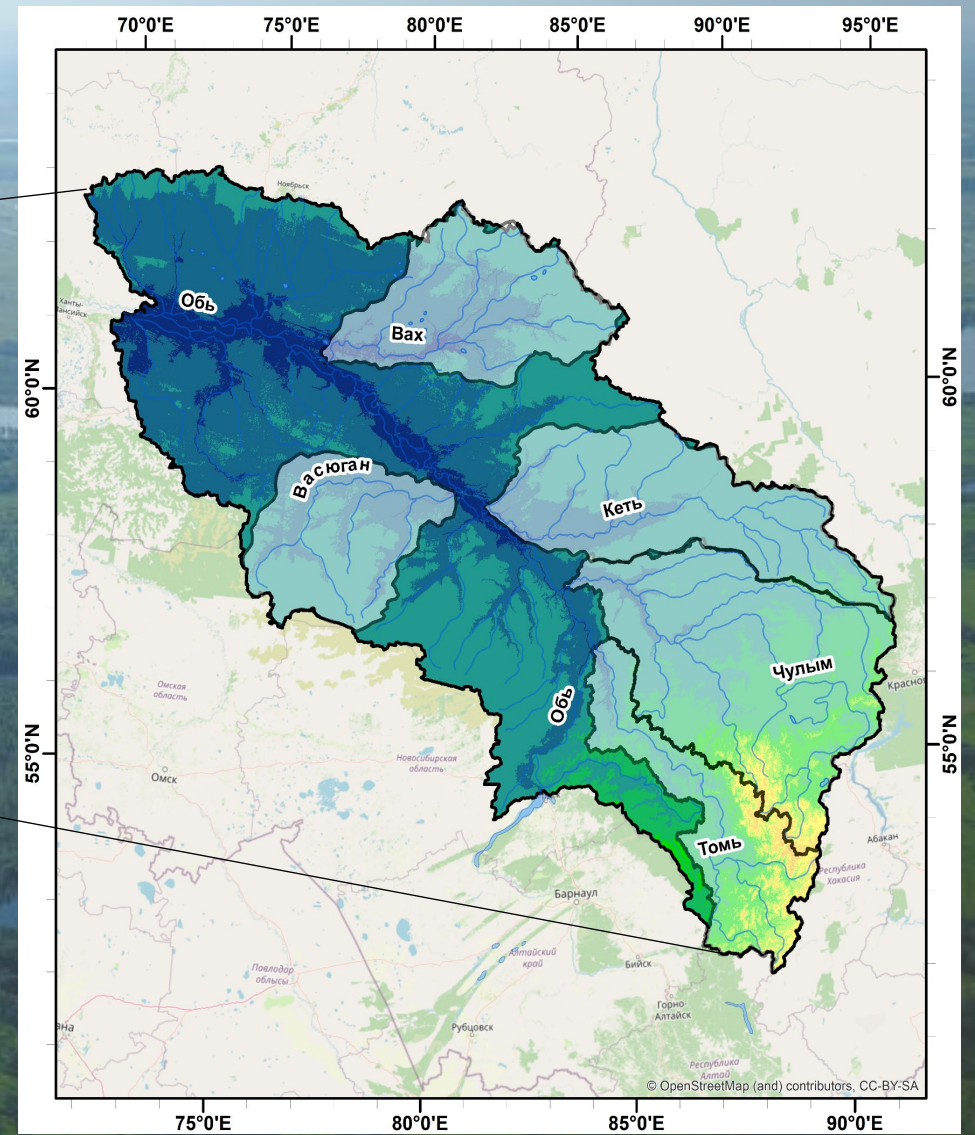 70°0'E 75°0'E 80°0'E 85°0'E 90°0'E 95°0'E
Ноябрьск
Обь
Ханты-
Вах
60°0'N
60°0'N
Васюган
Кеть
Чулым
Красно
Омская
область
Обь
55°0'N
55°0'N
Новосибирская
область
Омск
Томь
Абакан
Республика
Хакасия
Барнаул
Алтайский
край
Бийск
Павлодар
облысы
Горно-
Алтайск
ана
Рубцовск
Республика
Алтай
© OpenStreetMap (and) contributors, CC-BY-SA
75°0'E 80°0'E 85°0'E 90°0'E